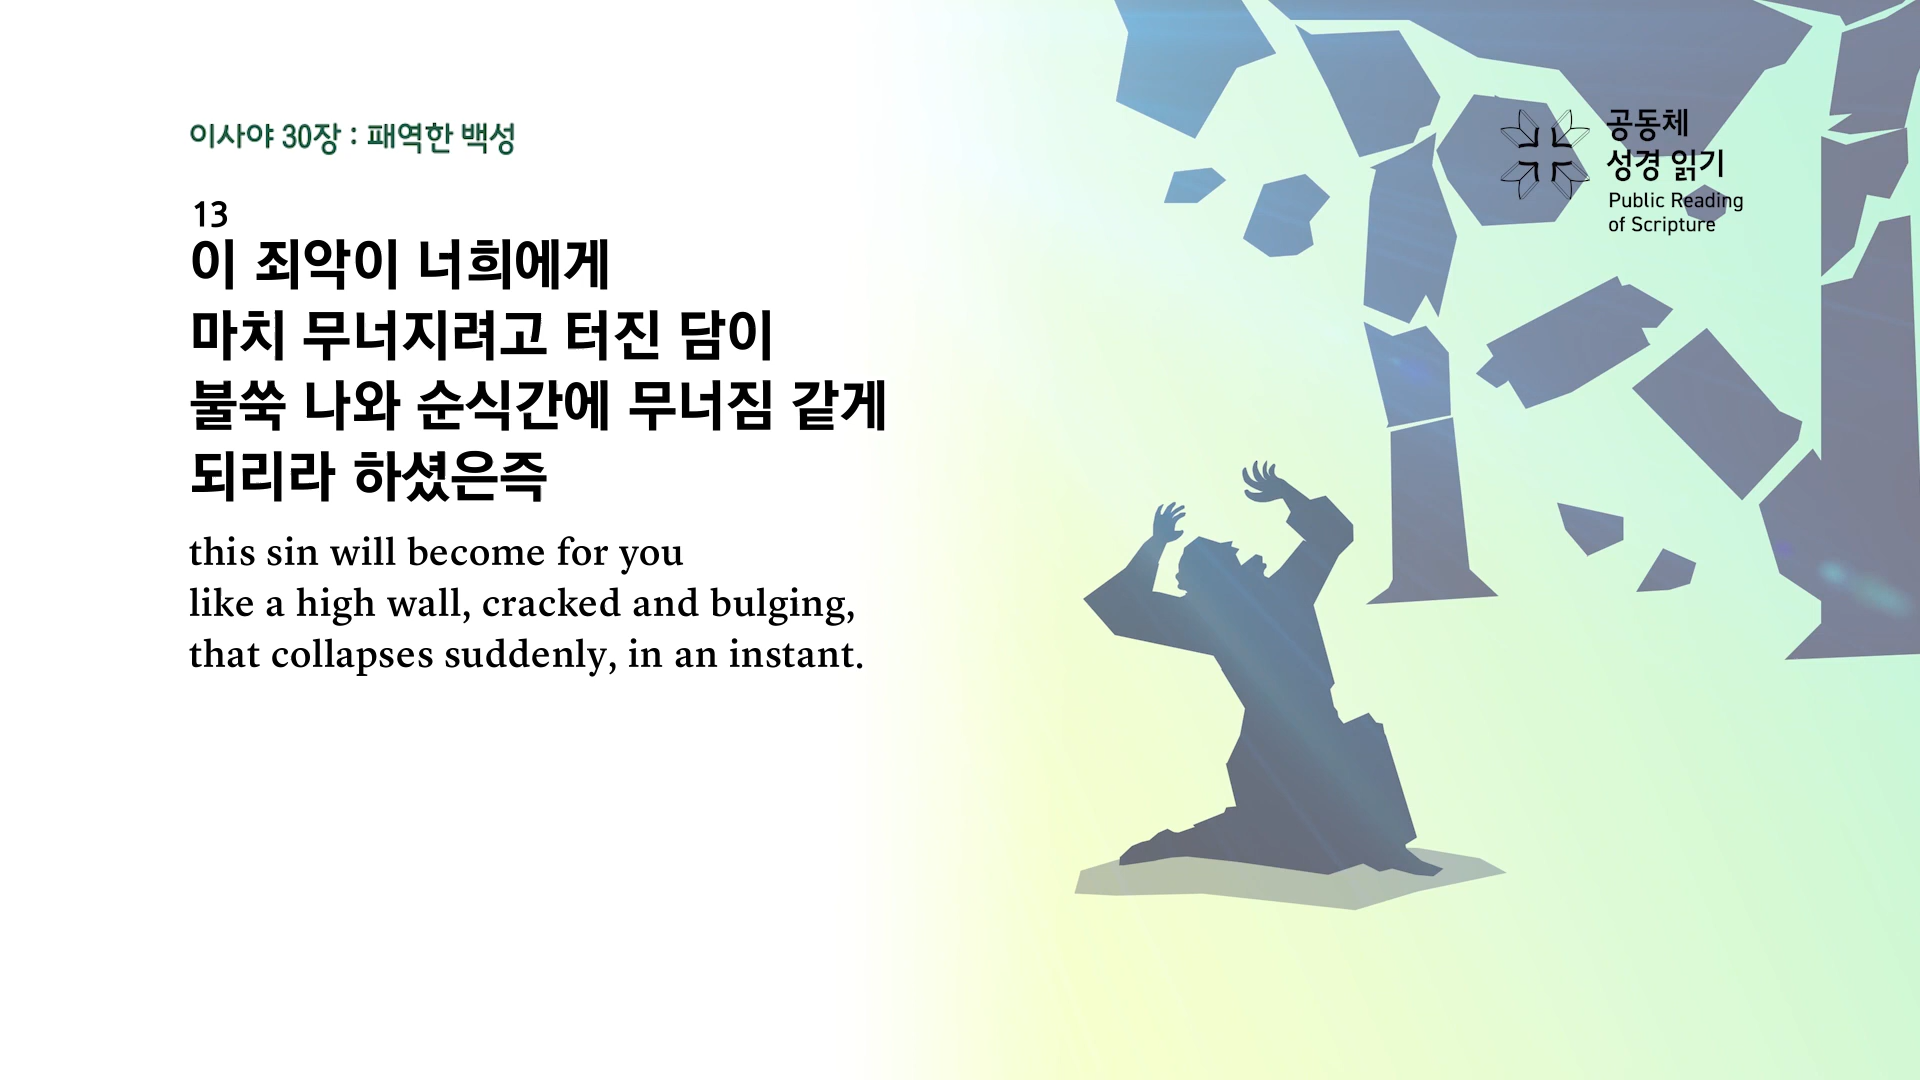 이사야 30장 : 패역한 백성
13
이 죄악이 너희에게
마치 무너지려고 터진 담이
불쑥 나와 순식간에 무너짐 같게
되리라 하셨은즉
this sin will become for you
like a high wall, cracked and bulging,
that collapses suddenly, in an instant.
공동체
성경 읽기
Public Reading
of Scripture